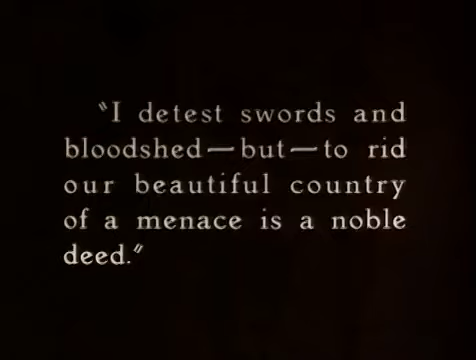 "I detest swords and
bloodshed—but—to rid
our beautiful country
of a menace is a noble
deed."